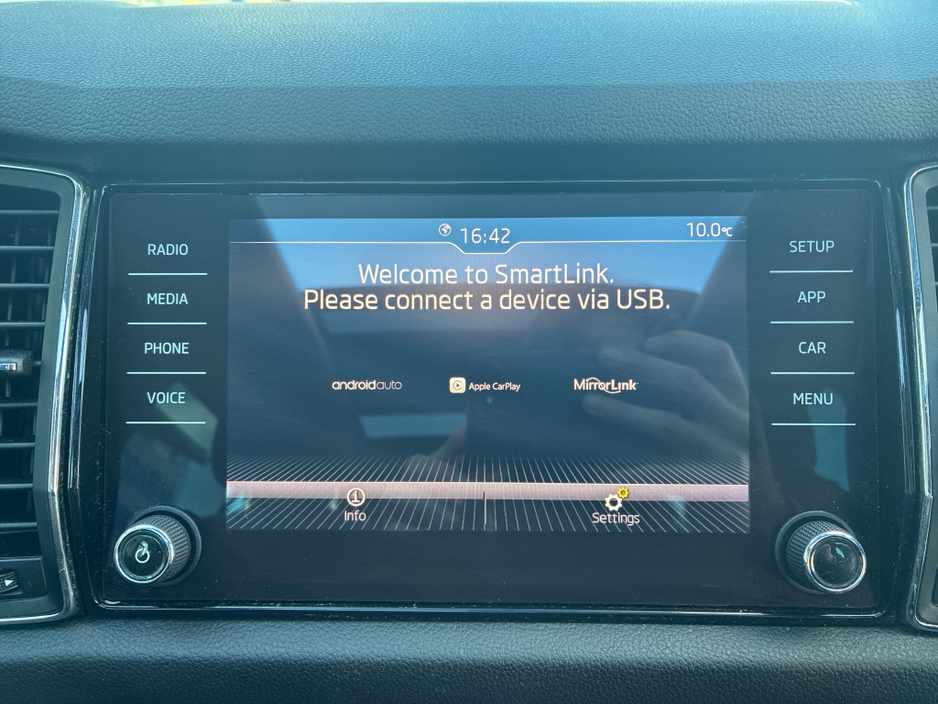 RADIO
MEDIA
PHONE
VOICE
16:42
10.0°C
Welcome to SmartLink.
Please connect a device via USB.
androidauto
Apple CarPlay
MirrorLink
Info
Settings
SETUP
APP
CAR
MENU